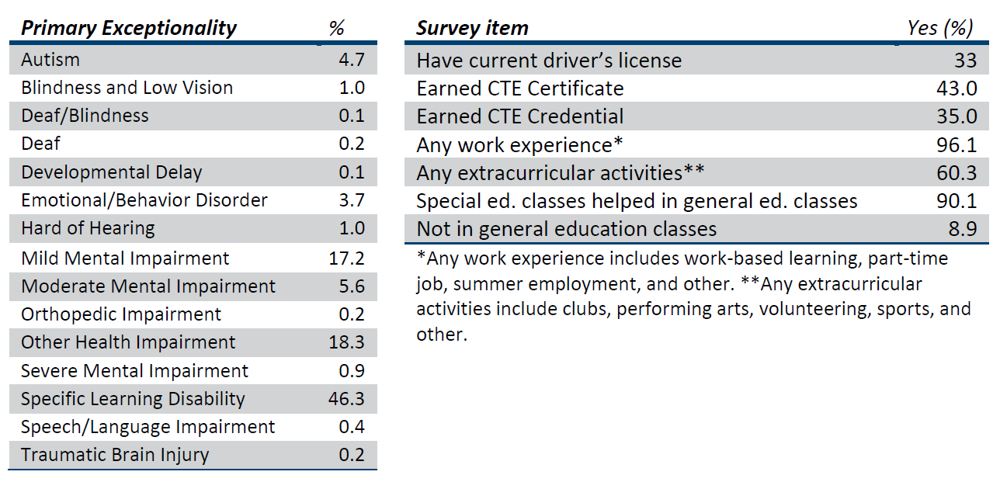 Primary Exceptionality %
Autism 4.7
Blindness and Low Vision 1.0
Deaf/Blindness 0.1
Deaf 0.2
Developmental Delay 0.1
Emotional/Behavior Disorder 3.7
Hard of Hearing 1.0
Mild Mental Impairment 17.2
Moderate Mental Impairment 5.6
Orthopedic Impairment 0.2
Other Health Impairment 18.3
Severe Mental Impairment 0.9
Specific Learning Disability 46.3
Speech/Language Impairment 0.4
Traumatic Brain Injury 0.2
Survey item Yes (%)
Have current driver’s license 33
Earned CTE Certificate 43.0
Earned CTE Credential 35.0
Any work experience* 96.1
Any extracurricular activities** 60.3
Special ed. classes helped in general ed. classes 90.1
Not in general education classes 8.9
*Any work experience includes work-based learning, part-time
job, summer employment, and other. **Any extracurricular
activities include clubs, performing arts, volunteering, sports, and
other.